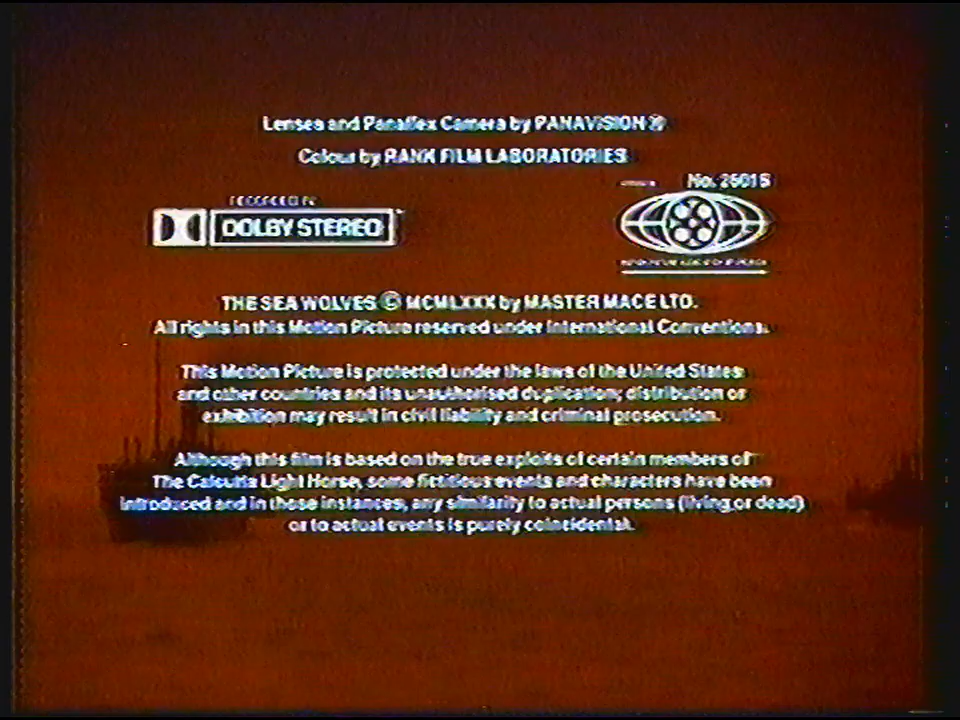 Lenses and Panaflex Camera by PANAVISION ®
Colour by RANK FILM LABORATORIES
No. 26015
RECORDED IN
DOLBY STEREO
THE SEA WOLVES © MCMLXXX by MASTER MACE LTD.
All rights in this Motion Picture reserved under International Conventions.
This Motion Picture is protected under the laws of the United States
and other countries and its unauthorised duplication, distribution or
exhibition may result in civil liability and criminal prosecution.
Although this film is based on the true exploits of certain members of
The Calcutta Light Horse, some fictitious events and characters have been
introduced and in those instances, any similarity to actual persons (living or dead)
or to actual events is purely coincidental.